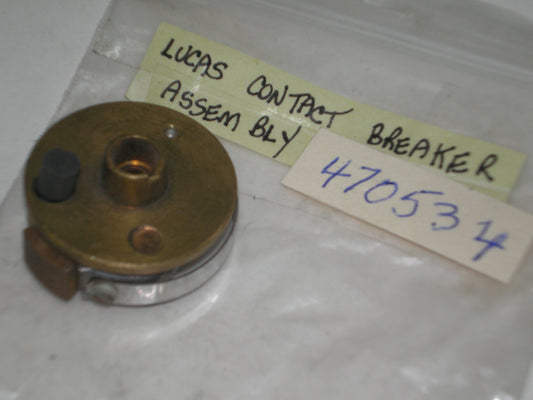 LUCAS CONTACT BREAKER
ASSEMBLY
470534